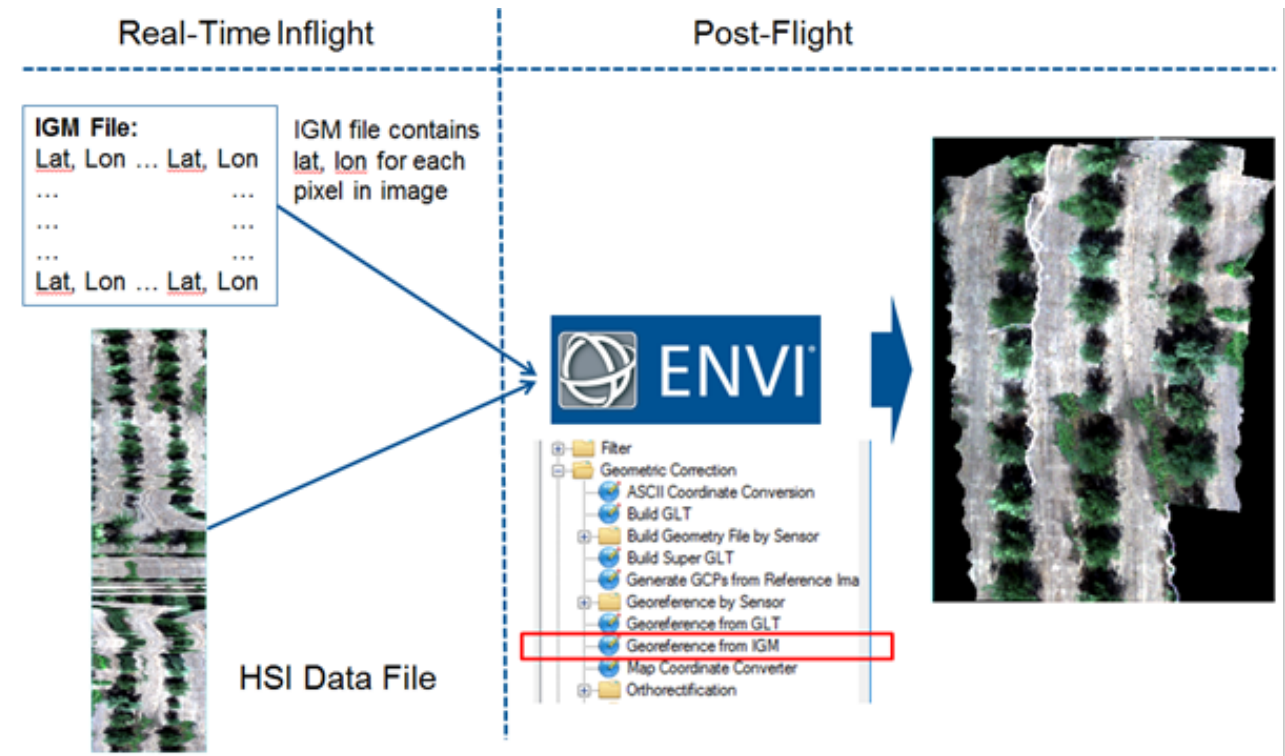 Real-Time Inflight
Post-Flight
IGM File:
Lat, Lon ... Lat, Lon
... ...
... ...
... ...
Lat, Lon ... Lat, Lon
IGM file contains
lat, lon for each
pixel in image
HSI Data File
ENVI®
Filter
Geometric Correction
ASCII Coordinate Conversion
Build GLT
Build Geometry File by Sensor
Build Super GLT
Generate GCPs from Reference Ima
Georeference by Sensor
Georeference from GLT
Georeference from IGM
Map Coordinate Converter
Orthorectification